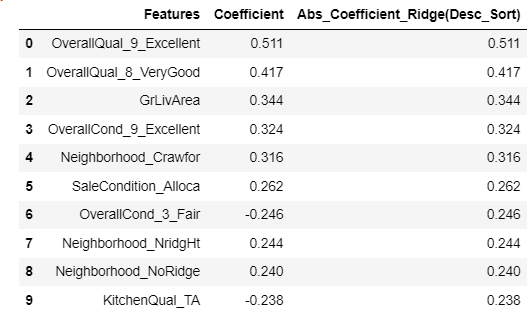 Features Coefficient Abs_Coefficient_Ridge(Desc_Sort)
0 OverallQual_9_Excellent 0.511 0.511
1 OverallQual_8_VeryGood 0.417 0.417
2 GrLivArea 0.344 0.344
3 OverallCond_9_Excellent 0.324 0.324
4 Neighborhood_Crawfor 0.316 0.316
5 SaleCondition_Alloca 0.262 0.262
6 OverallCond_3_Fair -0.246 0.246
7 Neighborhood_NridgHt 0.244 0.244
8 Neighborhood_NoRidge 0.240 0.240
9 KitchenQual_TA -0.238 0.238